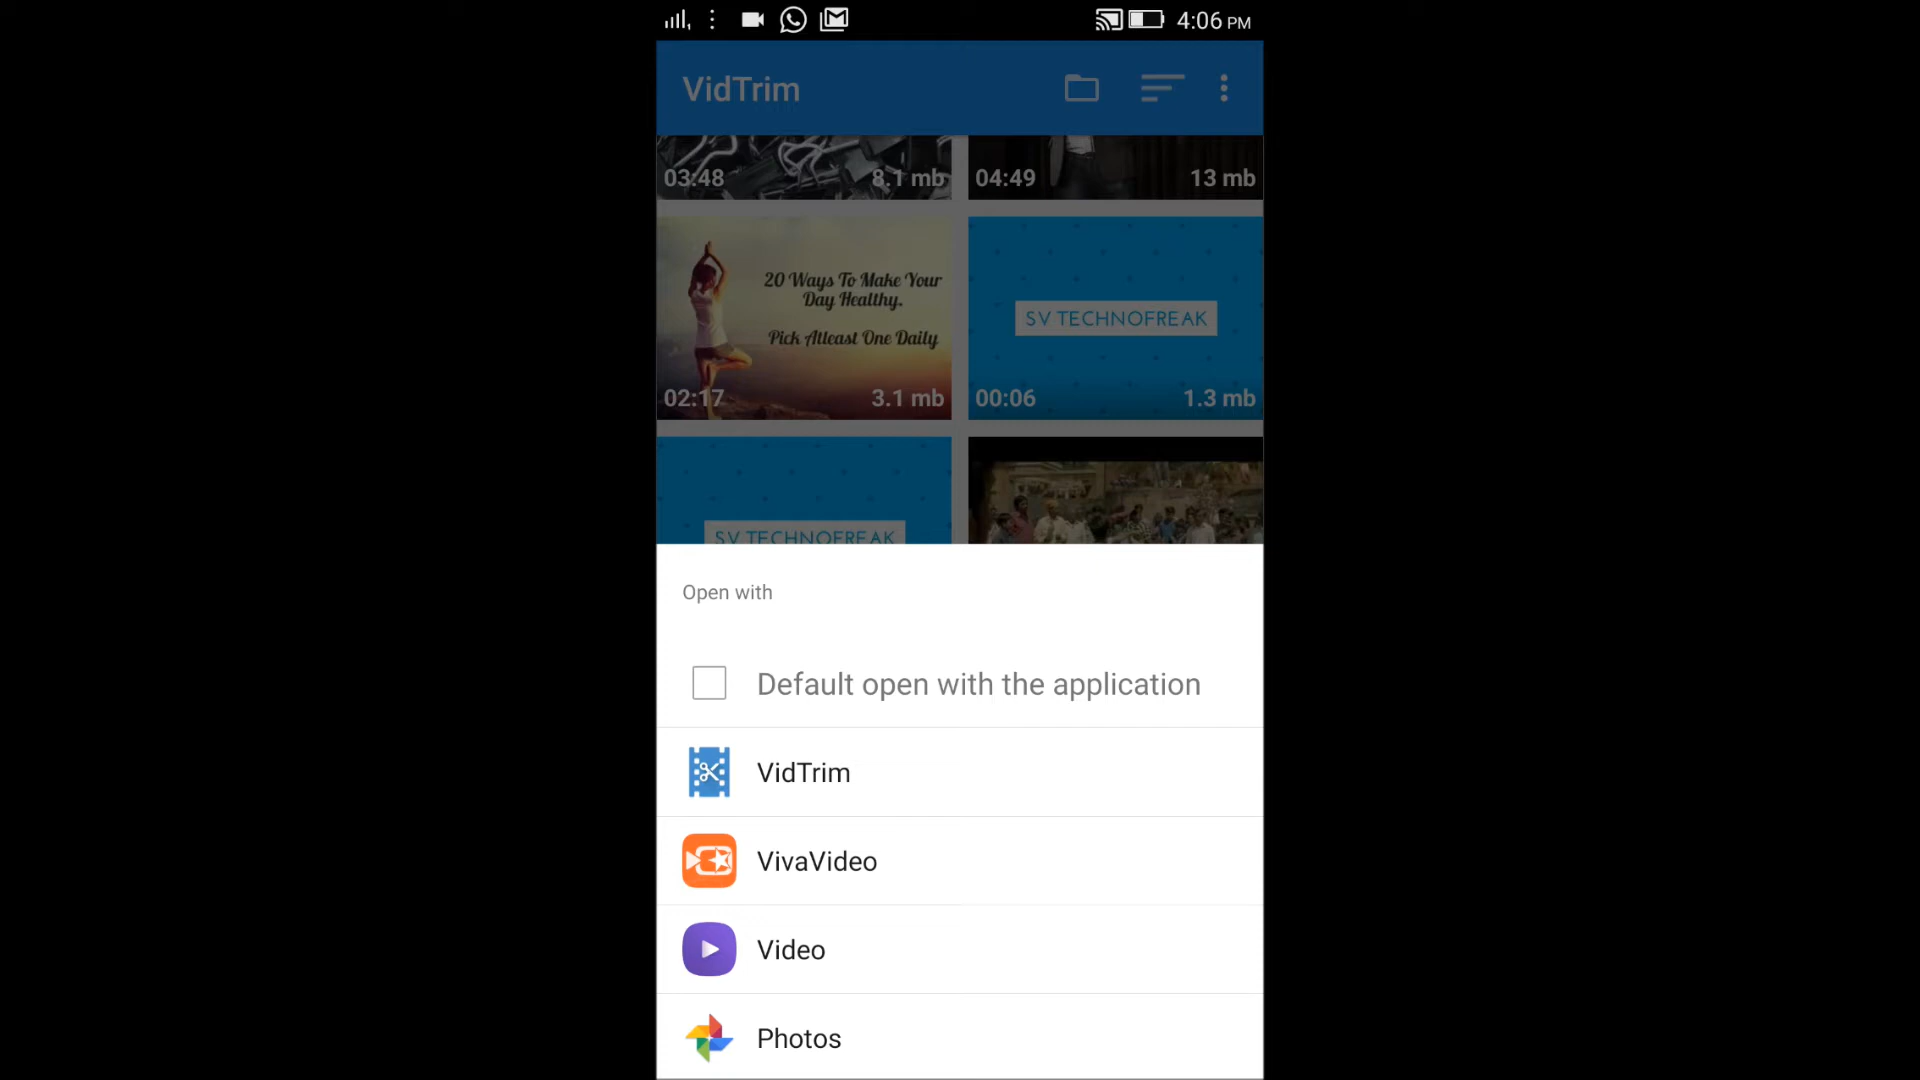 4:06 PM
VidTrim
03:48
8.1 mb
04:49
13 mb
20 Ways To Make Your
Day Healthy.
Pick Atleast One Daily
02:17
3.1 mb
SV TECHNOFREAK
00:06
1.3 mb
SV TECHNOFREAK
Open with
Default open with the application
VidTrim
VivaVideo
Video
Photos